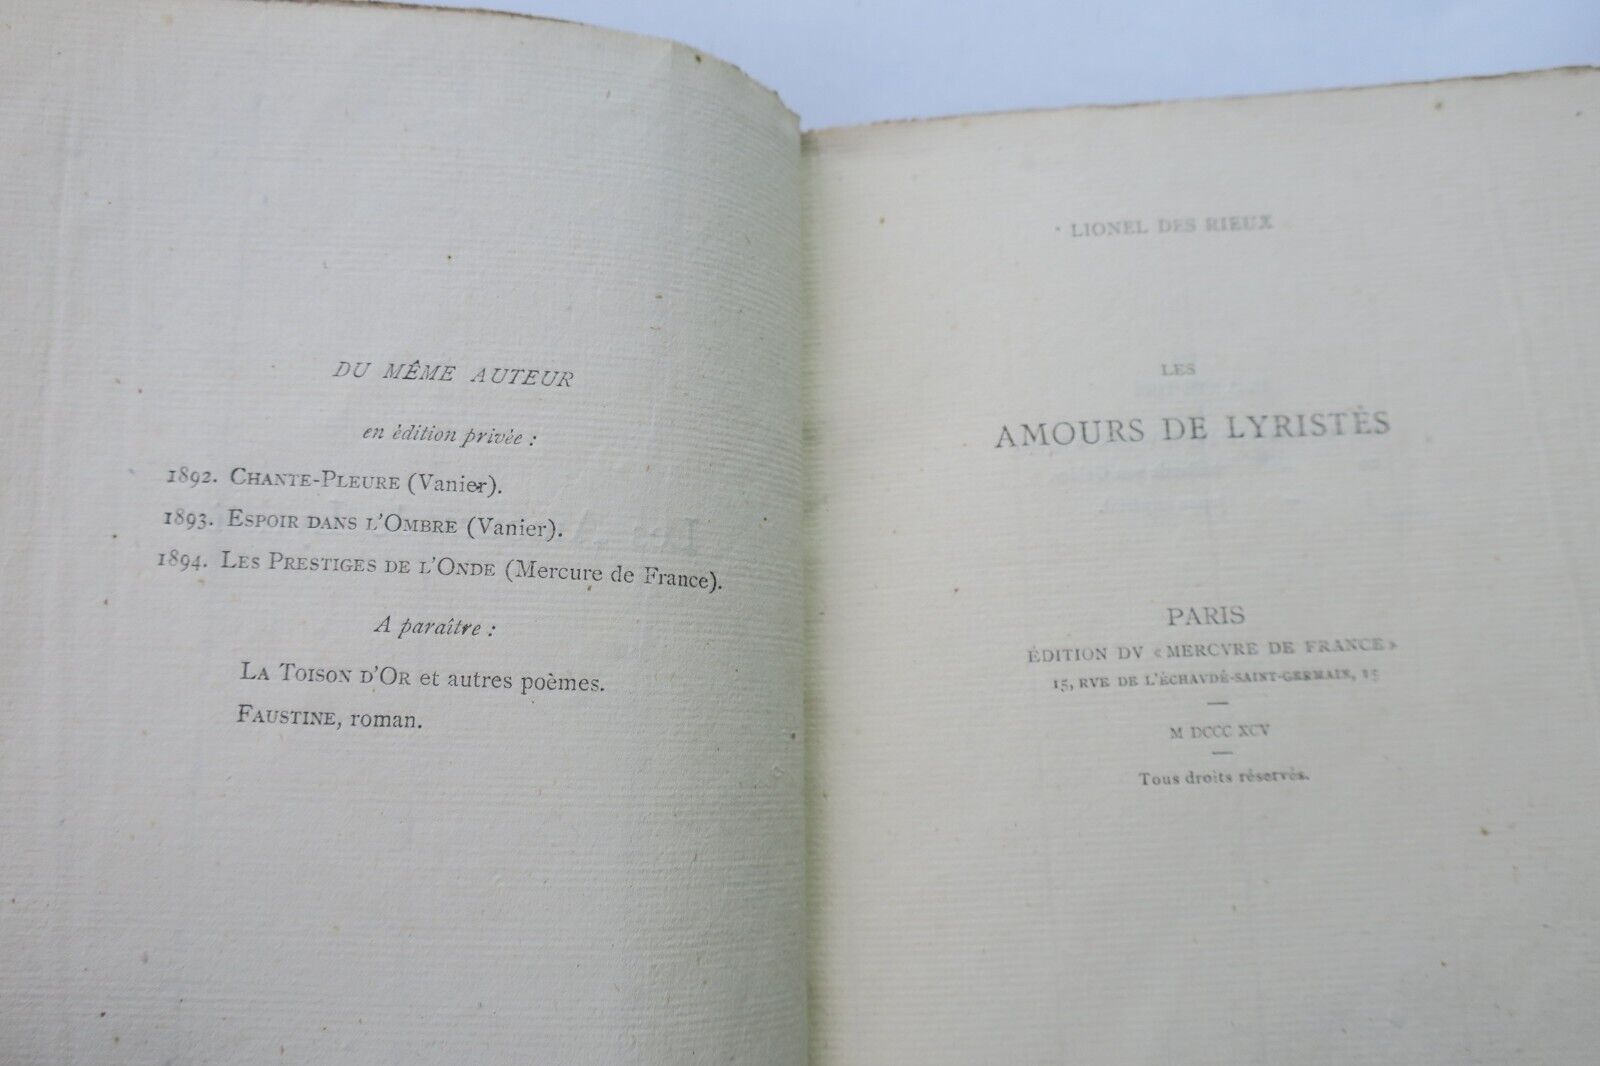 DU MÊME AUTEUR
en édition privée :
1892. CHANTE-PLEURE (Vanier).
1893. ESPOIR DANS L'OMBRE (Vanier).
1894. LES PRESTIGES DE L'ONDE (Mercure de France).
A paraître :
LA TOISON D'OR et autres poèmes.
FAUSTINE, roman.
LIONEL DES RIEUX
LES
AMOURS DE LYRISTÈS
PARIS
ÉDITION DV « MERCVRE DE FRANCE »
15, RVE DE L'ÉCHAVDÉ-SAINT-GERMAIN, 15
M DCCC XCV
Tous droits réservés.